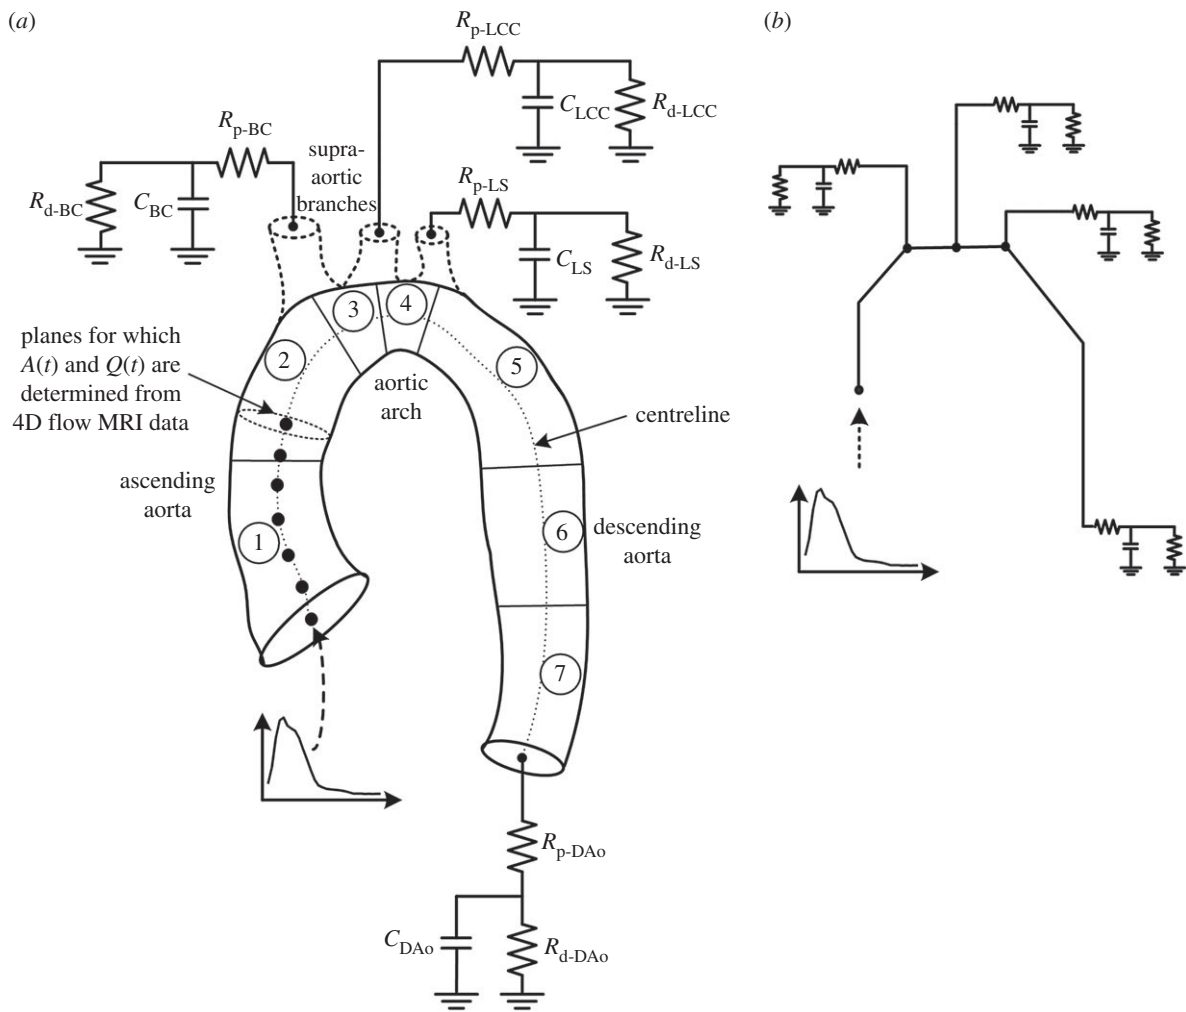 (a)
(b)
R_p-LCC
C_LCC
R_d-LCC
R_p-BC
supra-
aortic
branches
R_p-LS
R_d-BC
C_BC
C_LS
R_d-LS
3
4
planes for which
A(t) and Q(t) are
determined from
4D flow MRI data
2
5
aortic
arch
centreline
ascending
aorta
1
6
descending
aorta
7
R_p-DAo
C_DAo
R_d-DAo